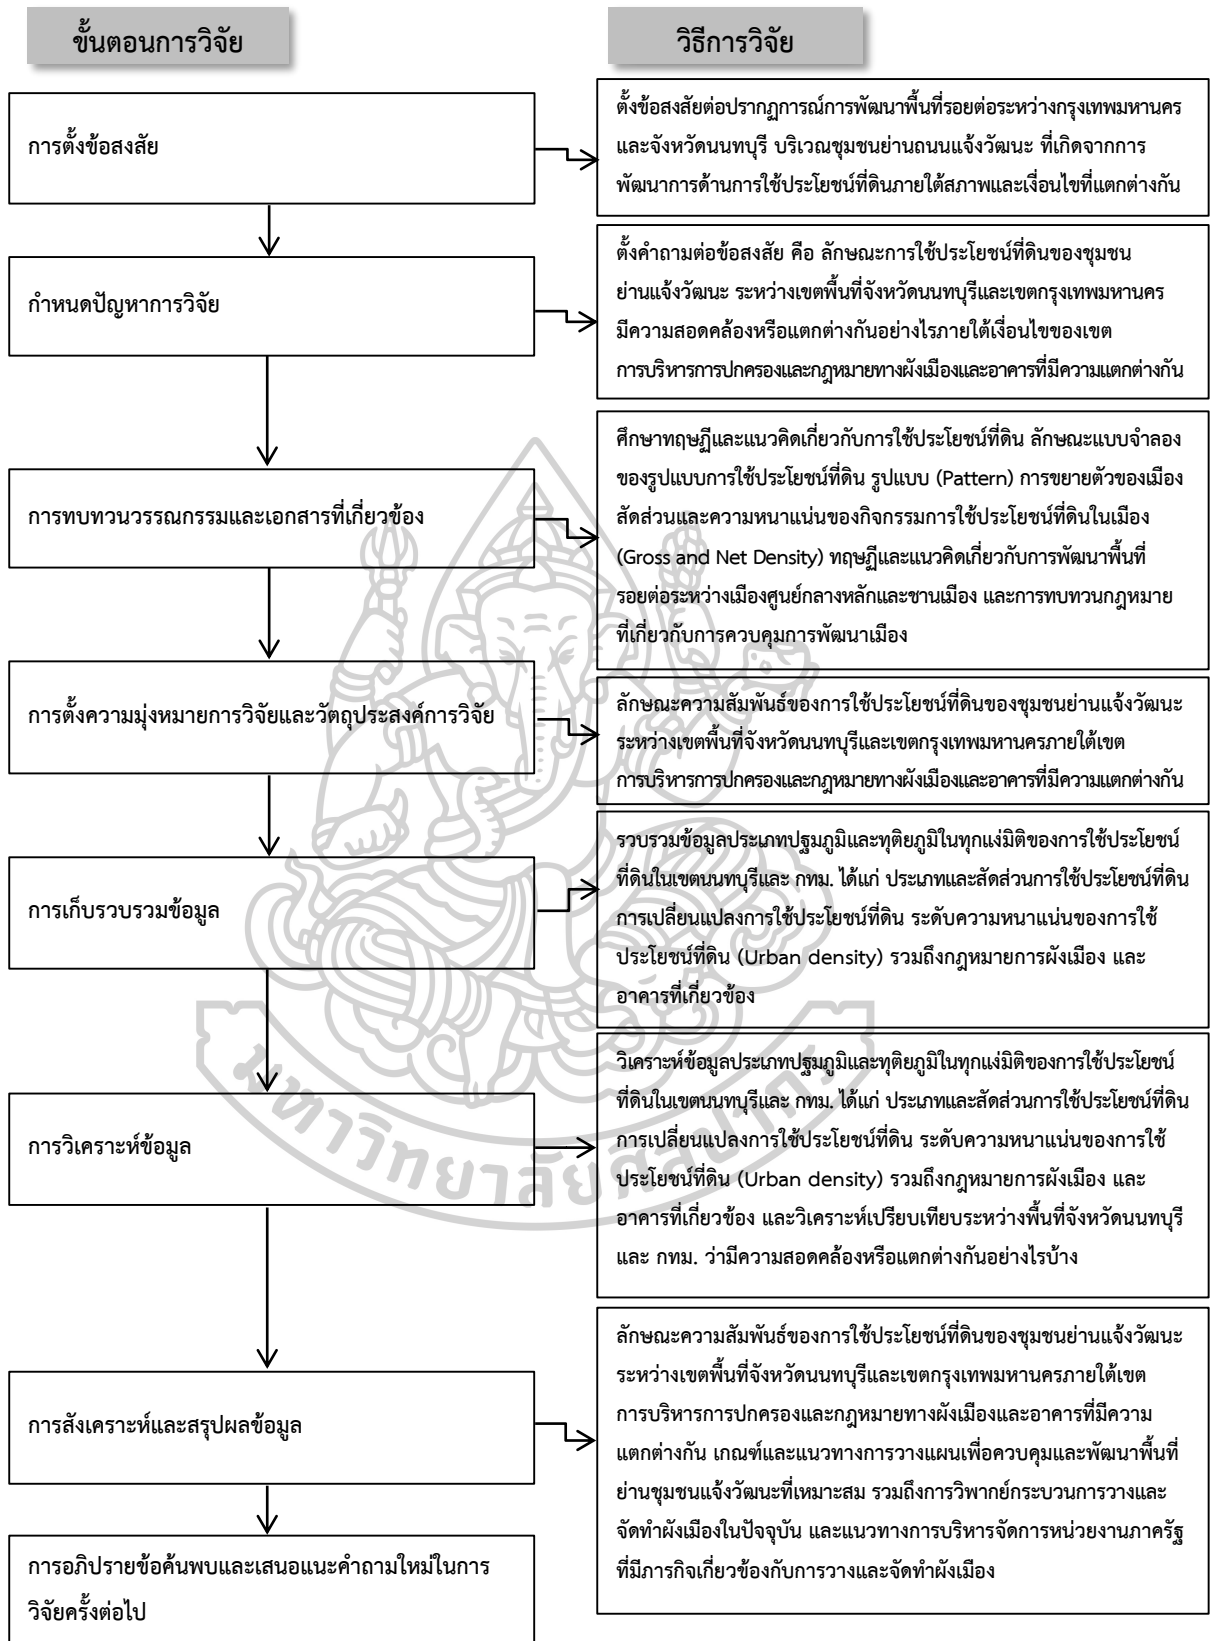 ขั้นตอนการวิจัย
วิธีการวิจัย
การตั้งข้อสงสัย
ตั้งข้อสงสัยต่อปรากฏการณ์การพัฒนาพื้นที่รอยต่อระหว่างกรุงเทพมหานคร
และจังหวัดนนทบุรี บริเวณชุมชนย่านถนนแจ้งวัฒนะ ที่เกิดจากการ
พัฒนาการด้านการใช้ประโยชน์ที่ดินภายใต้สภาพและเงื่อนไขที่แตกต่างกัน
กำหนดปัญหาการวิจัย
ตั้งคำถามต่อข้อสงสัย คือ ลักษณะการใช้ประโยชน์ที่ดินของชุมชน
ย่านแจ้งวัฒนะ ระหว่างเขตพื้นที่จังหวัดนนทบุรีและเขตกรุงเทพมหานคร
มีความสอดคล้องหรือแตกต่างกันอย่างไรภายใต้เงื่อนไขของเขต
การบริหารการปกครองและกฎหมายทางผังเมืองและอาคารที่มีความแตกต่างกัน
การทบทวนวรรณกรรมและเอกสารที่เกี่ยวข้อง
ศึกษาทฤษฎีและแนวคิดเกี่ยวกับการใช้ประโยชน์ที่ดิน ลักษณะแบบจำลอง
ของรูปแบบการใช้ประโยชน์ที่ดิน รูปแบบ (Pattern) การขยายตัวของเมือง
สัดส่วนและความหนาแน่นของกิจกรรมการใช้ประโยชน์ที่ดินในเมือง
(Gross and Net Density) ทฤษฎีและแนวคิดเกี่ยวกับการพัฒนาพื้นที่
รอยต่อระหว่างเมืองศูนย์กลางหลักและชานเมือง และการทบทวนกฎหมาย
ที่เกี่ยวกับการควบคุมการพัฒนาเมือง
การตั้งความมุ่งหมายการวิจัยและวัตถุประสงค์การวิจัย
ลักษณะความสัมพันธ์ของการใช้ประโยชน์ที่ดินของชุมชนย่านแจ้งวัฒนะ
ระหว่างเขตพื้นที่จังหวัดนนทบุรีและเขตกรุงเทพมหานครภายใต้เขต
การบริหารการปกครองและกฎหมายทางผังเมืองและอาคารที่มีความแตกต่างกัน
การเก็บรวบรวมข้อมูล
รวบรวมข้อมูลประเภทปฐมภูมิและทุติยภูมิในทุกแง่มิติของการใช้ประโยชน์
ที่ดินในเขตนนทบุรีและ กทม. ได้แก่ ประเภทและสัดส่วนการใช้ประโยชน์ที่ดิน
การเปลี่ยนแปลงการใช้ประโยชน์ที่ดิน ระดับความหนาแน่นของการใช้
ประโยชน์ที่ดิน (Urban density) รวมถึงกฎหมายการผังเมือง และ
อาคารที่เกี่ยวข้อง
การวิเคราะห์ข้อมูล
วิเคราะห์ข้อมูลประเภทปฐมภูมิและทุติยภูมิในทุกแง่มิติของการใช้ประโยชน์
ที่ดินในเขตนนทบุรีและ กทม. ได้แก่ ประเภทและสัดส่วนการใช้ประโยชน์ที่ดิน
การเปลี่ยนแปลงการใช้ประโยชน์ที่ดิน ระดับความหนาแน่นของการใช้
ประโยชน์ที่ดิน (Urban density) รวมถึงกฎหมายการผังเมือง และ
อาคารที่เกี่ยวข้อง และวิเคราะห์เปรียบเทียบระหว่างพื้นที่จังหวัดนนทบุรี
และ กทม. ว่ามีความสอดคล้องหรือแตกต่างกันอย่างไรบ้าง
มหาวิทยาลัยศิลปากร
การสังเคราะห์และสรุปผลข้อมูล
ลักษณะความสัมพันธ์ของการใช้ประโยชน์ที่ดินของชุมชนย่านแจ้งวัฒนะ
ระหว่างเขตพื้นที่จังหวัดนนทบุรีและเขตกรุงเทพมหานครภายใต้เขต
การบริหารการปกครองและกฎหมายทางผังเมืองและอาคารที่มีความ
แตกต่างกัน เกณฑ์และแนวทางการวางแผนเพื่อควบคุมและพัฒนาพื้นที่
ย่านชุมชนแจ้งวัฒนะที่เหมาะสม รวมถึงการวิพากย์กระบวนการวางและ
จัดทำผังเมืองในปัจจุบัน และแนวทางการบริหารจัดการหน่วยงานภาครัฐ
ที่มีภารกิจเกี่ยวข้องกับการวางและจัดทำผังเมือง
การอภิปรายข้อค้นพบและเสนอแนะคำถามใหม่ในการ
วิจัยครั้งต่อไป